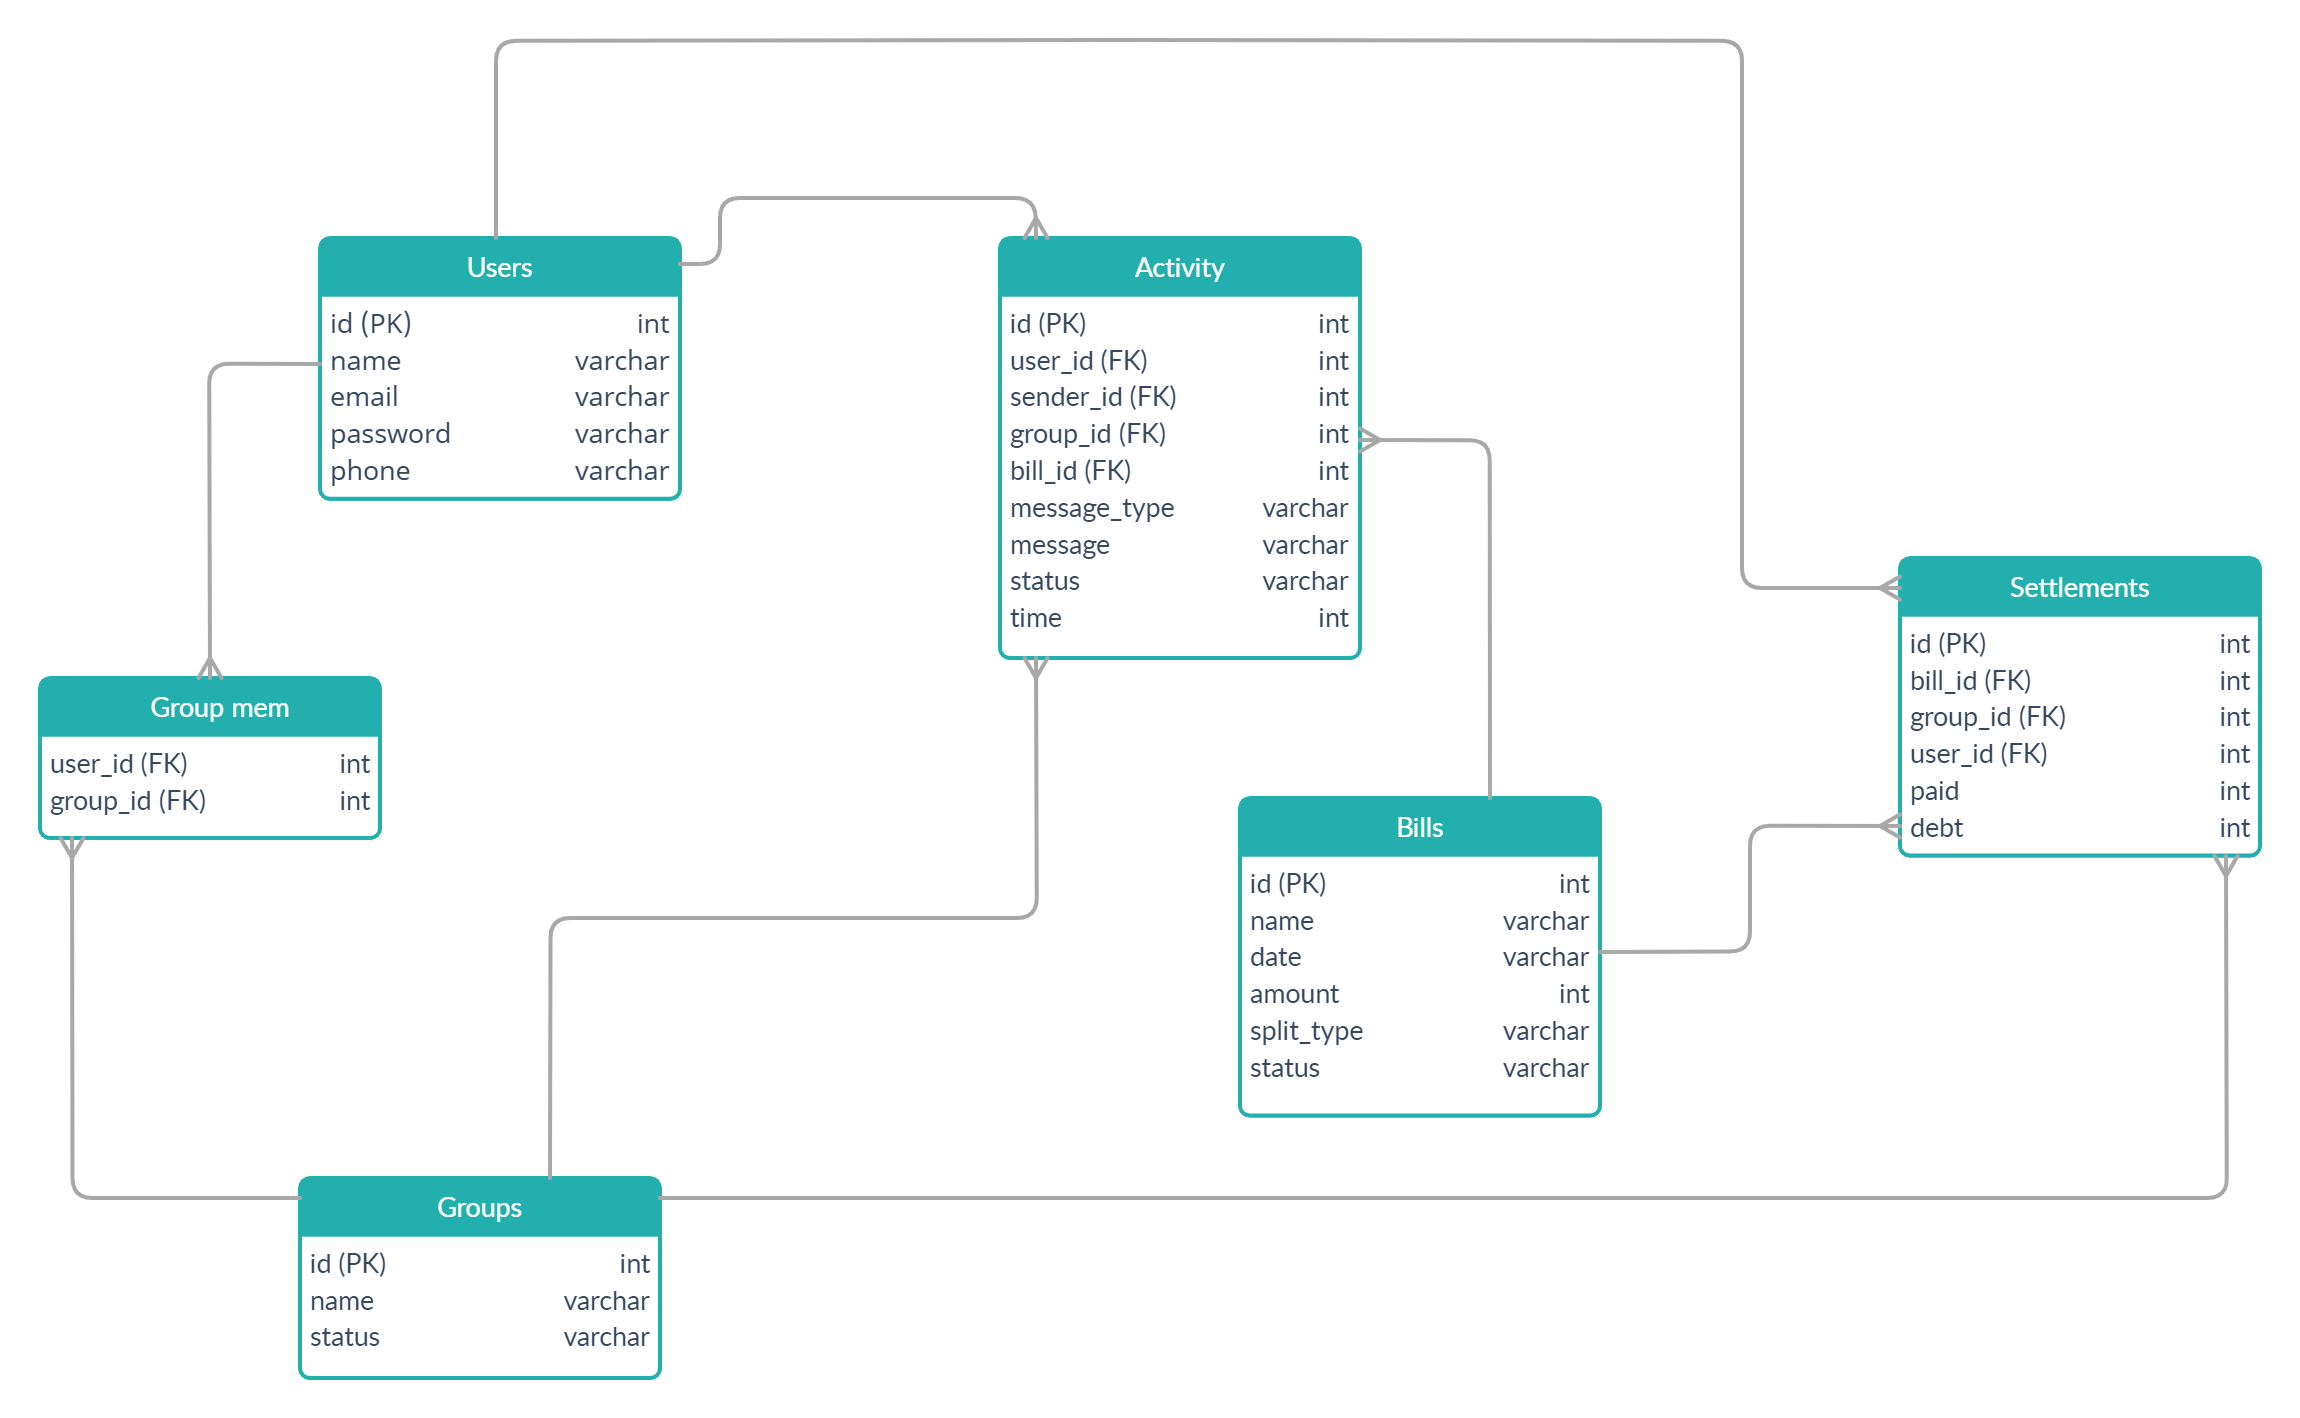 Users
id (PK) int
name varchar
email varchar
password varchar
phone varchar
Activity
id (PK) int
user_id (FK) int
sender_id (FK) int
group_id (FK) int
bill_id (FK) int
message_type varchar
message varchar
status varchar
time int
Settlements
id (PK) int
bill_id (FK) int
group_id (FK) int
user_id (FK) int
paid int
debt int
Group mem
user_id (FK) int
group_id (FK) int
Bills
id (PK) int
name varchar
date varchar
amount int
split_type varchar
status varchar
Groups
id (PK) int
name varchar
status varchar